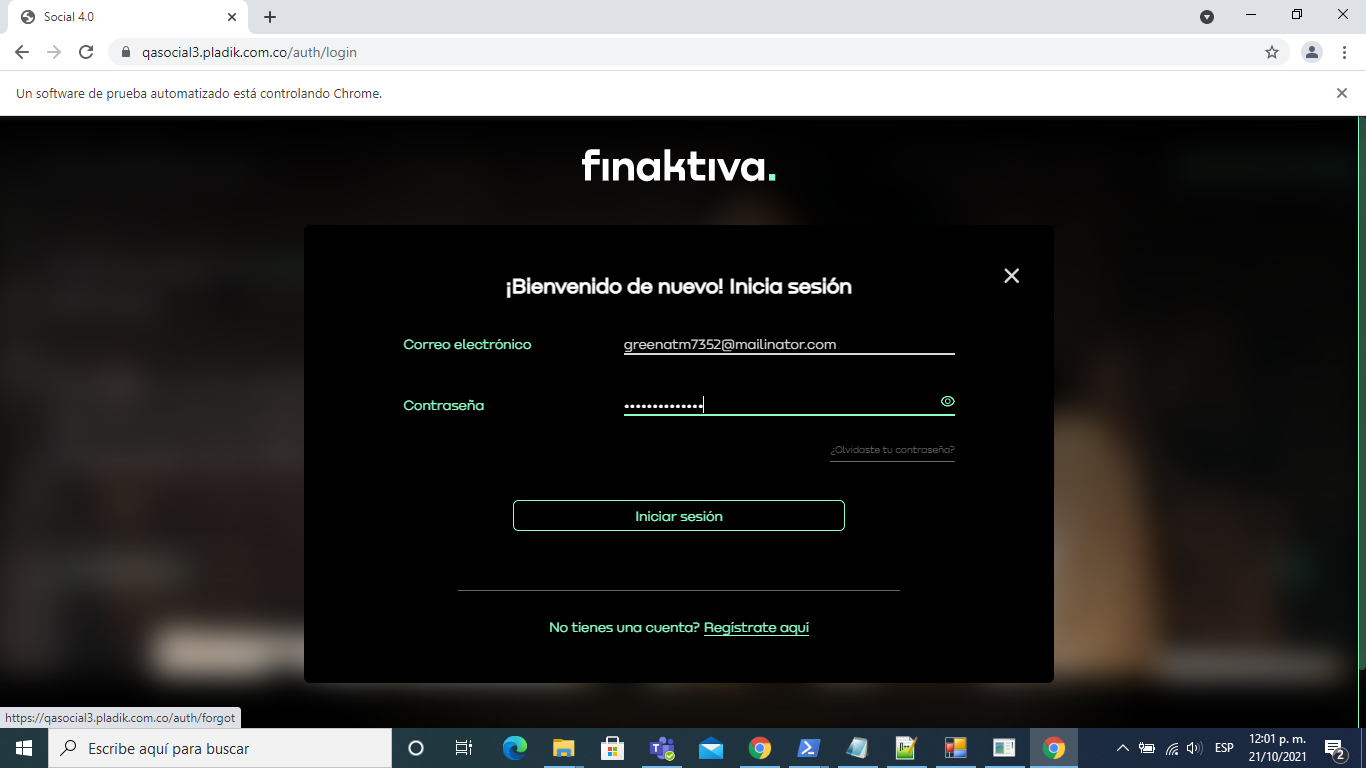 Social 4.0
qasocial3.pladik.com.co/auth/login
Un software de prueba automatizado está controlando Chrome.
finaktiva.
¡Bienvenido de nuevo! Inicia sesión
Correo electrónico
greenatm7352@mailinator.com
Contraseña
••••••••••••••
¿Olvidaste tu contraseña?
Iniciar sesión
No tienes una cuenta? Regístrate aquí
https://qasocial3.pladik.com.co/auth/forgot
Escribe aquí para buscar
ESP
12:01 p. m.
21/10/2021
2